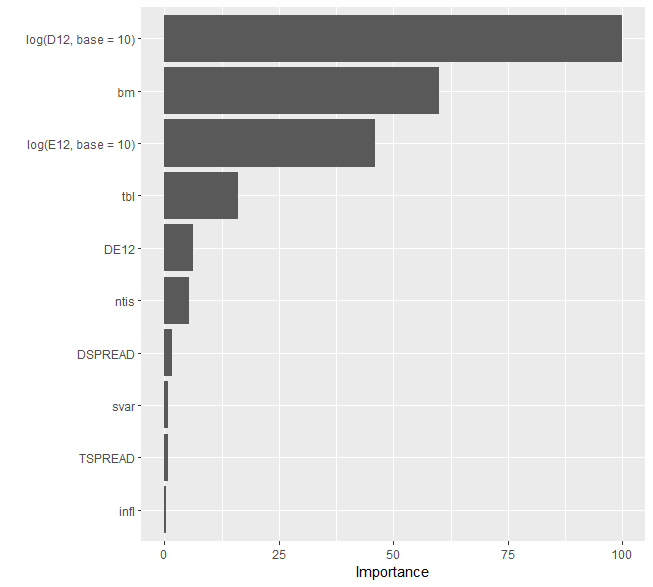 log(D12, base = 10)
bm
log(E12, base = 10)
tbl
DE12
ntis
DSPREAD
svar
TSPREAD
infl
0 25 50 75 100
Importance